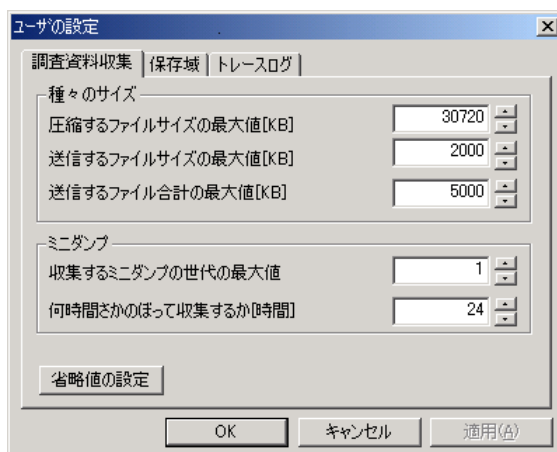 ユーザの設定
調査資料収集 保存域 トレースログ
種々のサイズ
圧縮するファイルサイズの最大値[KB] 30720
送信するファイルサイズの最大値[KB] 2000
送信するファイル合計の最大値[KB] 5000
ミニダンプ
収集するミニダンプの世代の最大値 1
何時間さかのぼって収集するか[時間] 24
省略値の設定
OK キャンセル 適用(A)